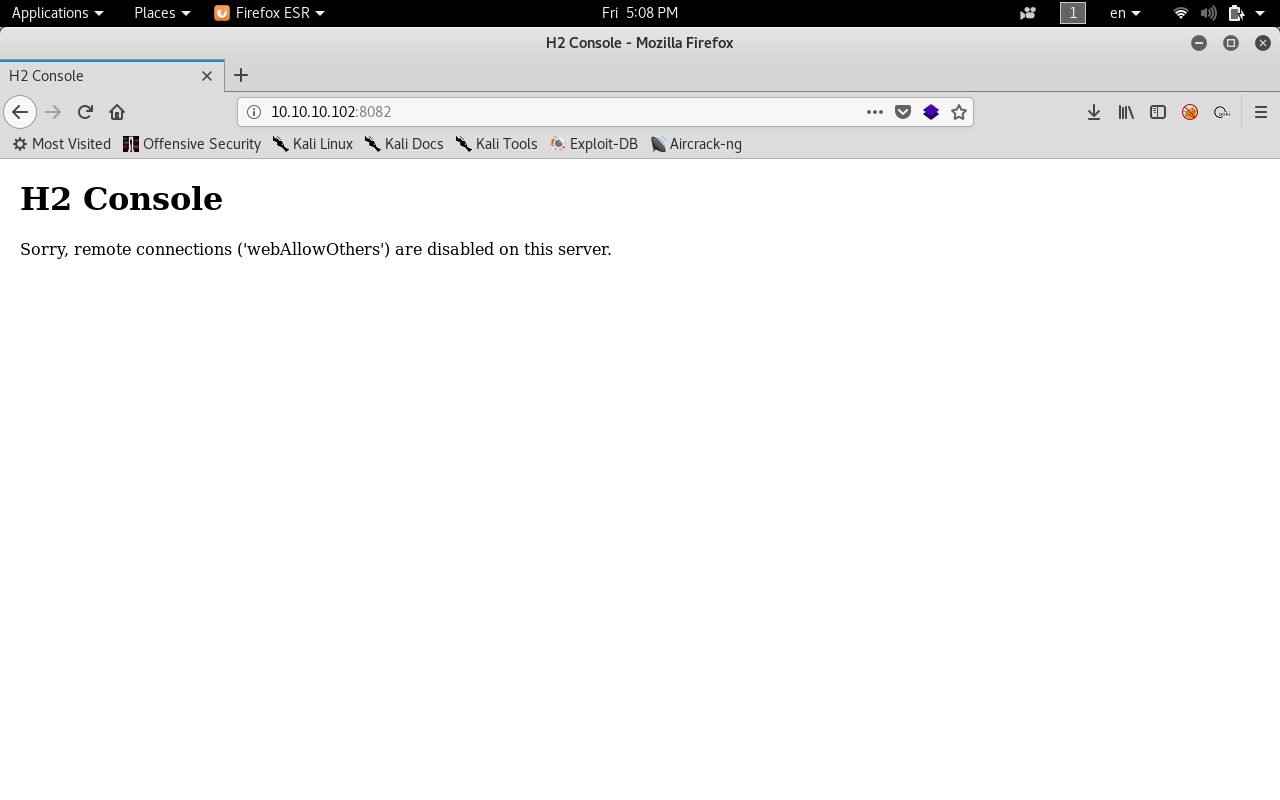 Applications Places Firefox ESR Fri 5:08 PM 1 en
H2 Console - Mozilla Firefox
H2 Console
10.10.10.102:8082
Most Visited Offensive Security Kali Linux Kali Docs Kali Tools Exploit-DB Aircrack-ng
H2 Console
Sorry, remote connections ('webAllowOthers') are disabled on this server.